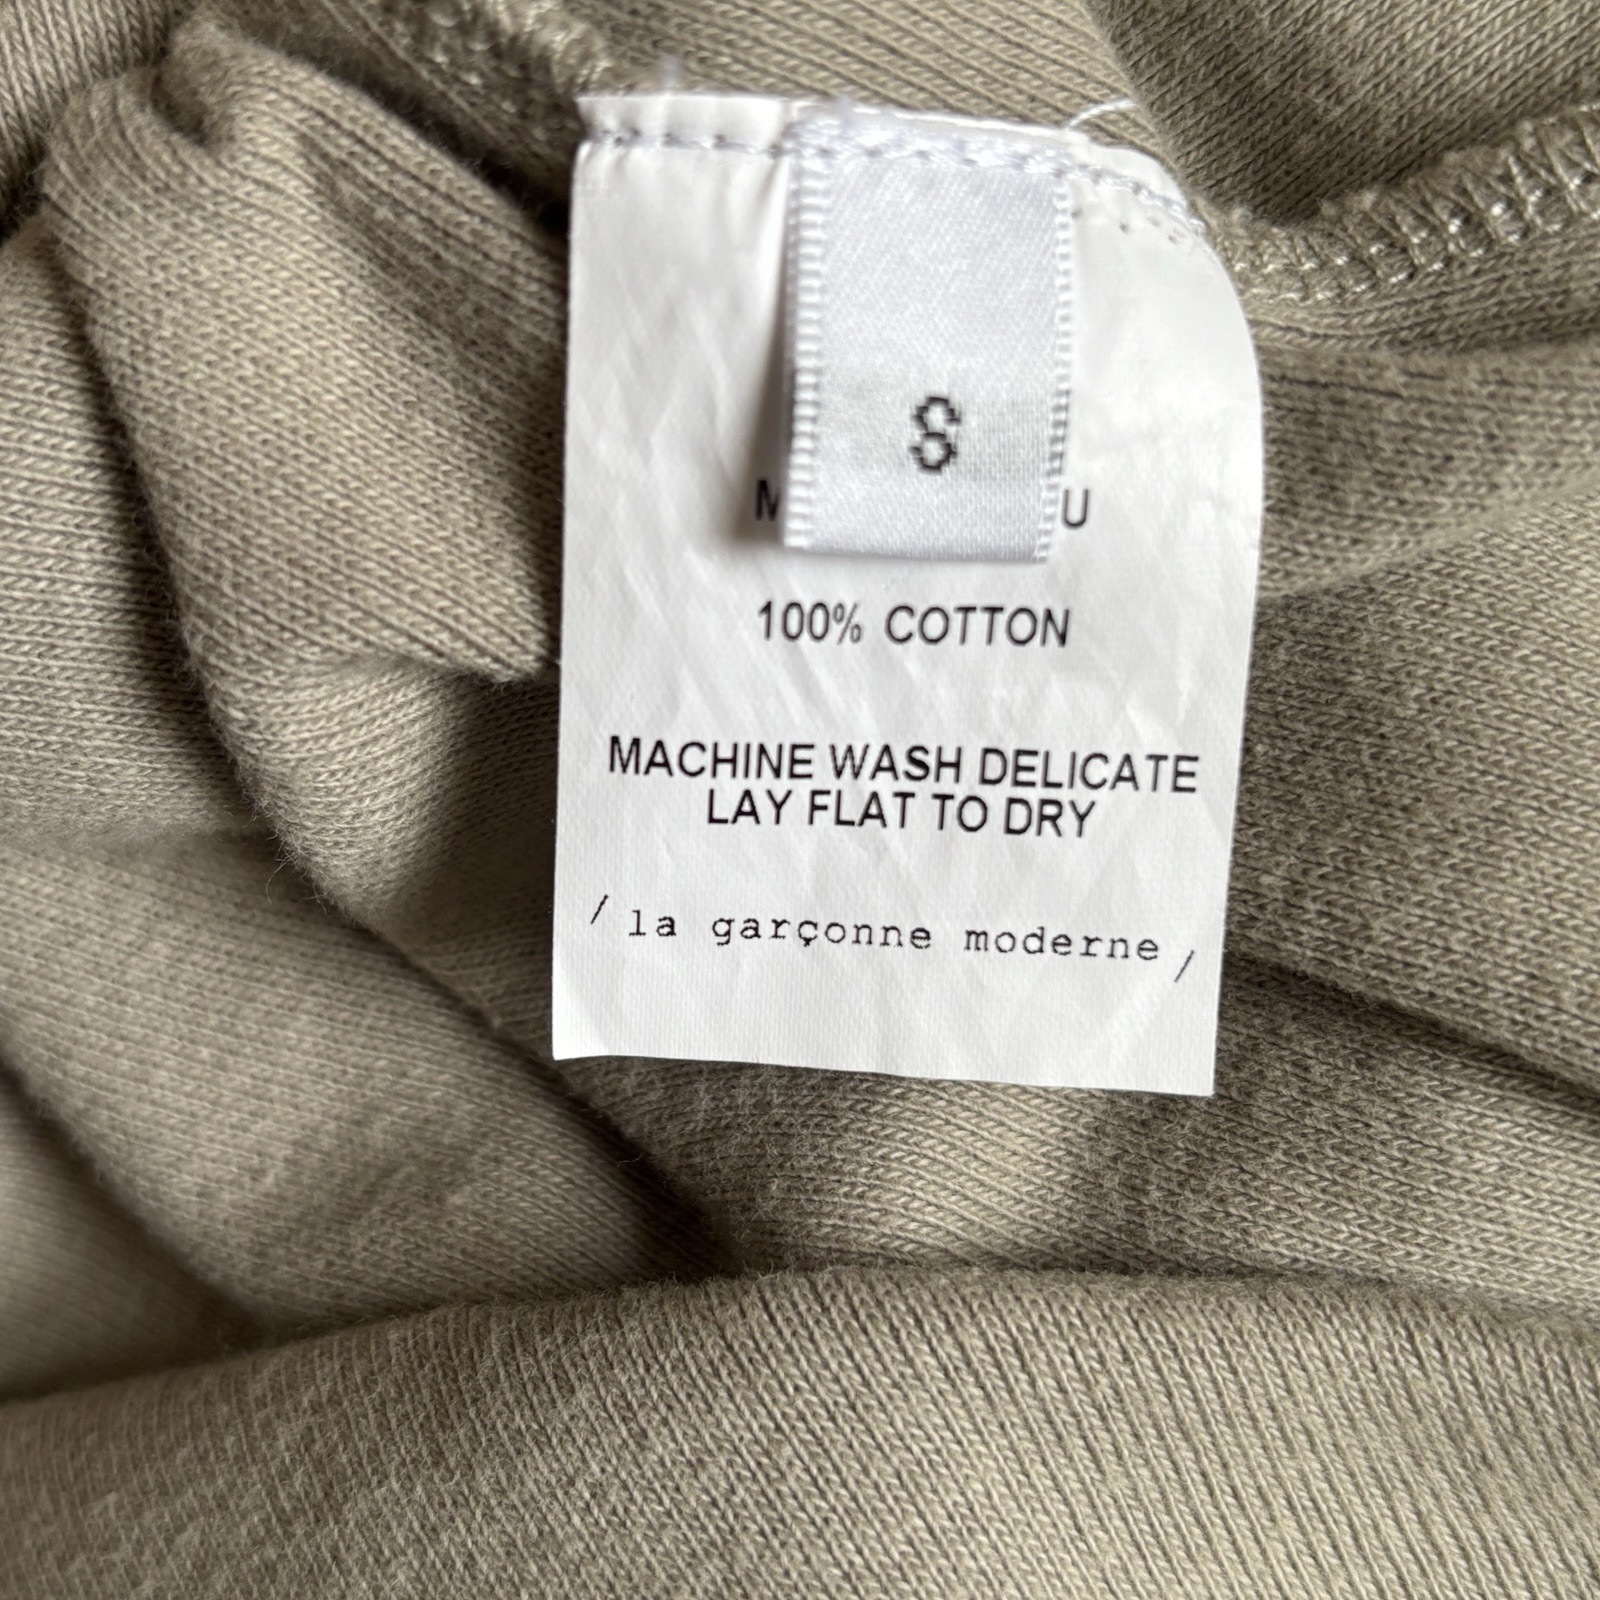 S
100% COTTON
MACHINE WASH DELICATE
LAY FLAT TO DRY
/ la garçonne moderne /